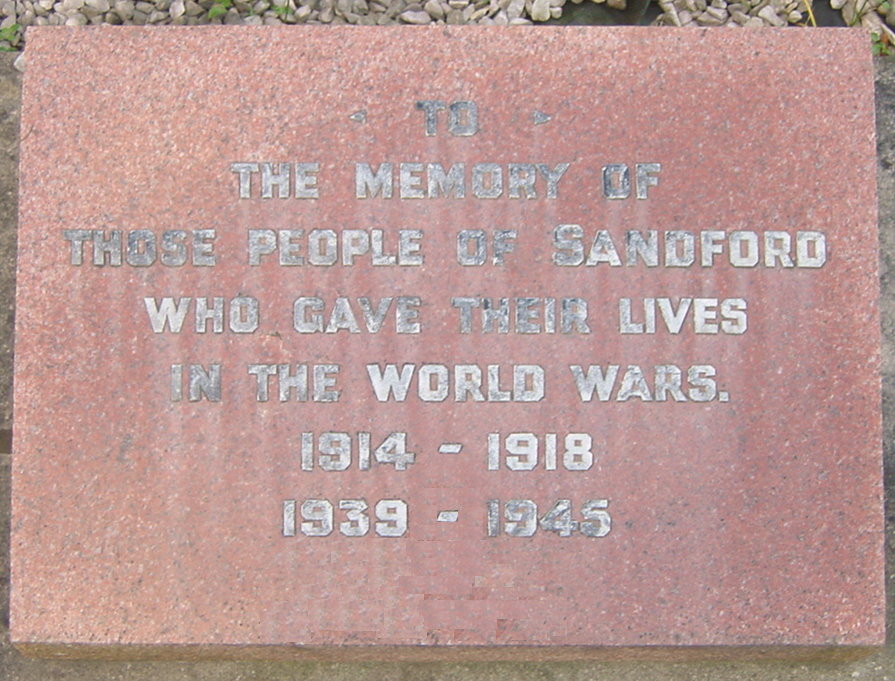 TO
THE MEMORY OF
THOSE PEOPLE OF SANDFORD
WHO GAVE THEIR LIVES
IN THE WORLD WARS.
1914 - 1918
1939 - 1945